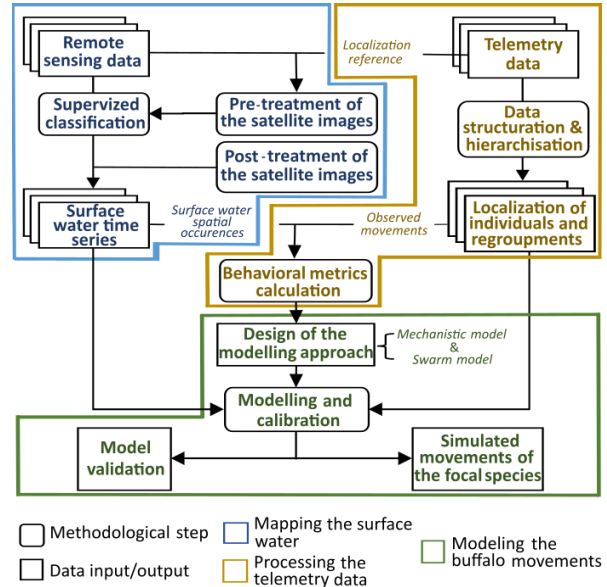 Remote
sensing data
Localization
reference
Telemetry
data
Supervized
classification
Pre-treatment of
the satellite images
Data
structuration &
hierarchisation
Post-treatment of
the satellite images
Surface
water time
series
Surface water
spatial
occurences
Observed
movements
Localization of
individuals and
regroupments
Behavioral metrics
calculation
Design of the
modelling approach
Mechanistic model
&
Swarm model
Modelling and
calibration
Model
validation
Simulated
movements of
the focal species
Methodological step
Data input/output
Mapping the surface
water
Processing the
telemetry data
Modeling the
buffalo movements